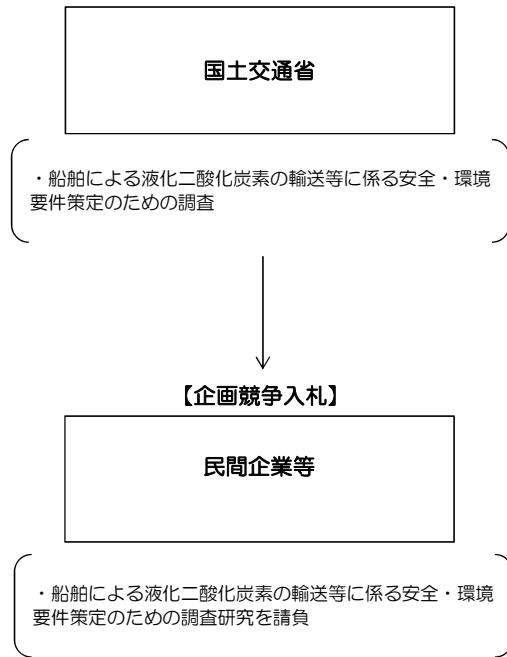 国土交通省
・船舶による液化二酸化炭素の輸送等に係る安全・環境
要件策定のための調査
【企画競争入札】
民間企業等
・船舶による液化二酸化炭素の輸送等に係る安全・環境
要件策定のための調査研究を請負